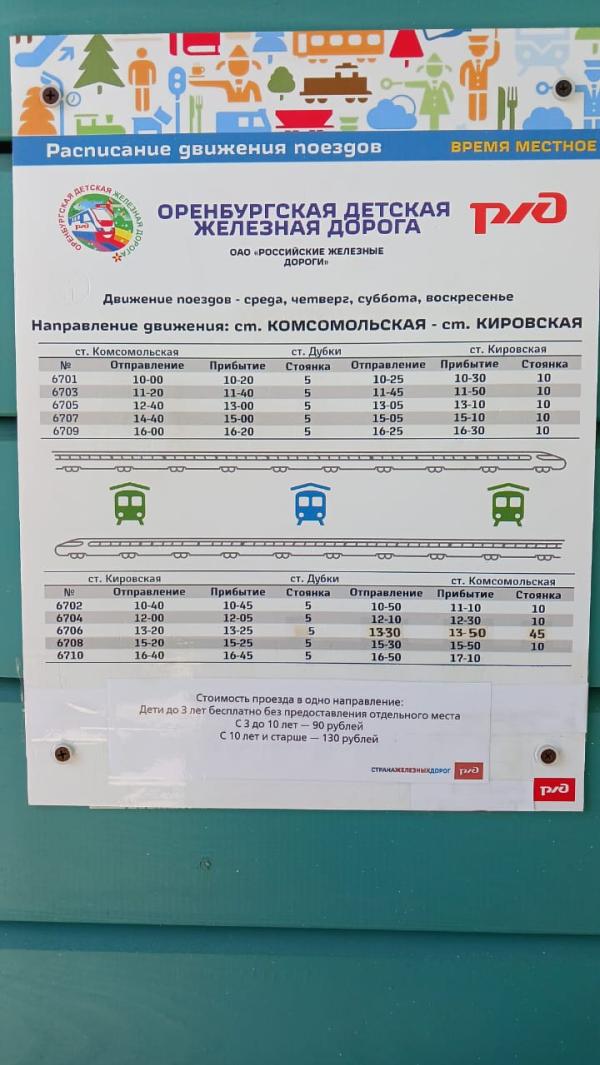 Расписание движения поездов ВРЕМЯ МЕСТНОЕ
ОРЕНБУРГСКАЯ ДЕТСКАЯ ЖЕЛЕЗНАЯ ДОРОГА
ОРЕНБУРГСКАЯ ДЕТСКАЯ
ЖЕЛЕЗНАЯ ДОРОГА
ржд
ОАО «РОССИЙСКИЕ ЖЕЛЕЗНЫЕ
ДОРОГИ»
Движение поездов - среда, четверг, суббота, воскресенье
Направление движения: ст. КОМСОМОЛЬСКАЯ - ст. КИРОВСКАЯ
ст. Комсомольская ст. Дубки ст. Кировская
№ Отправление Прибытие Стоянка Отправление Прибытие Стоянка
6701 10-00 10-20 5 10-25 10-30 10
6703 11-20 11-40 5 11-45 11-50 10
6705 12-40 13-00 5 13-05 13-10 10
6707 14-40 15-00 5 15-05 15-10 10
6709 16-00 16-20 5 16-25 16-30 10
ст. Кировская ст. Дубки ст. Комсомольская
№ Отправление Прибытие Стоянка Отправление Прибытие Стоянка
6702 10-40 10-45 5 10-50 11-10 10
6704 12-00 12-05 5 12-10 12-30 10
6706 13-20 13-25 5 13-30 13-50 45
6708 15-20 15-25 5 15-30 15-50 10
6710 16-40 16-45 5 16-50 17-10
Стоимость проезда в одно направление:
Дети до 3 лет бесплатно без предоставления отдельного места
С 3 до 10 лет — 90 рублей
С 10 лет и старше — 130 рублей
СТРАНАЖЕЛЕЗНЫХДОРОГ ржд
ржд